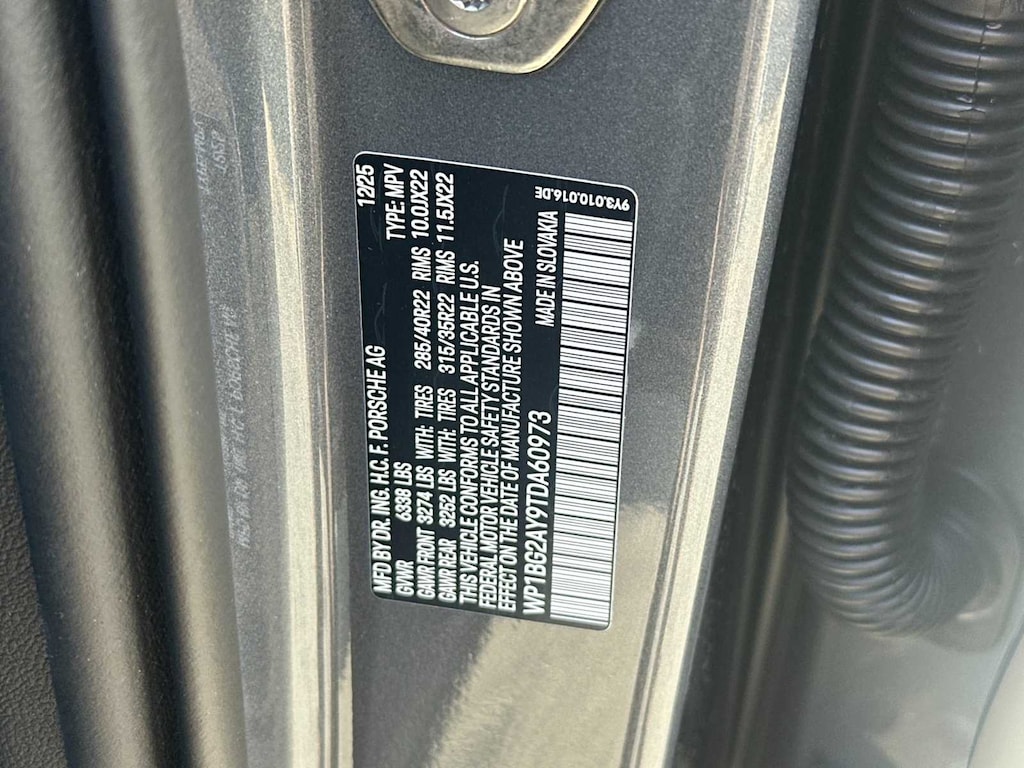 MFD BY DR. ING. H.C. F. PORSCHE AG 12/25
GVWR 6338 LBS TYPE: MPV
GAWR FRONT 3274 LBS WITH: TIRES 285/40R22 RIMS 10.0JX22
GAWR REAR 3252 LBS WITH: TIRES 315/35R22 RIMS 11.5JX22
THIS VEHICLE CONFORMS TO ALL APPLICABLE U.S.
FEDERAL MOTOR VEHICLE SAFETY STANDARDS IN
EFFECT ON THE DATE OF MANUFACTURE SHOWN ABOVE
WP1BG2AY9TDA60973 MADE IN SLOVAKIA
9Y3.010.016.DE